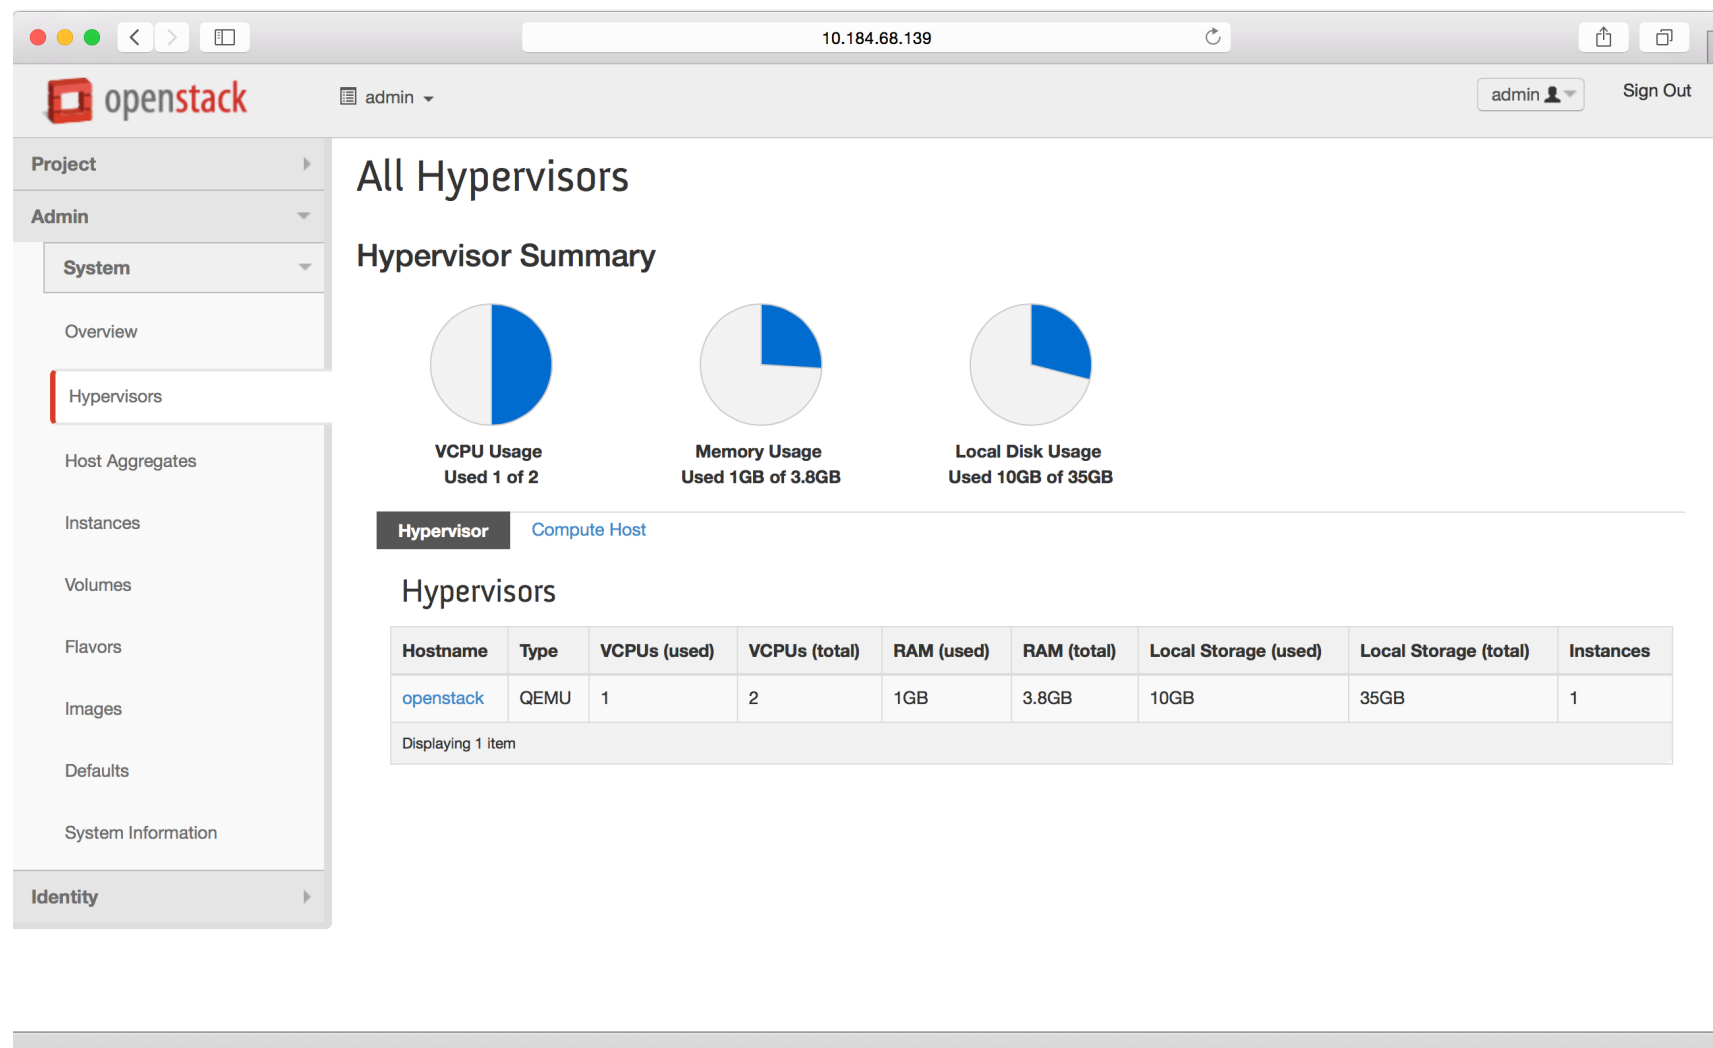 10.184.68.139
openstack
admin
admin
Sign Out
Project
Admin
System
Overview
Hypervisors
Host Aggregates
Instances
Volumes
Flavors
Images
Defaults
System Information
Identity
All Hypervisors
Hypervisor Summary
VCPU Usage
Used 1 of 2
Memory Usage
Used 1GB of 3.8GB
Local Disk Usage
Used 10GB of 35GB
Hypervisor Compute Host
Hypervisors
Hostname Type VCPUs (used) VCPUs (total) RAM (used) RAM (total) Local Storage (used) Local Storage (total) Instances
openstack QEMU 1 2 1GB 3.8GB 10GB 35GB 1
Displaying 1 item